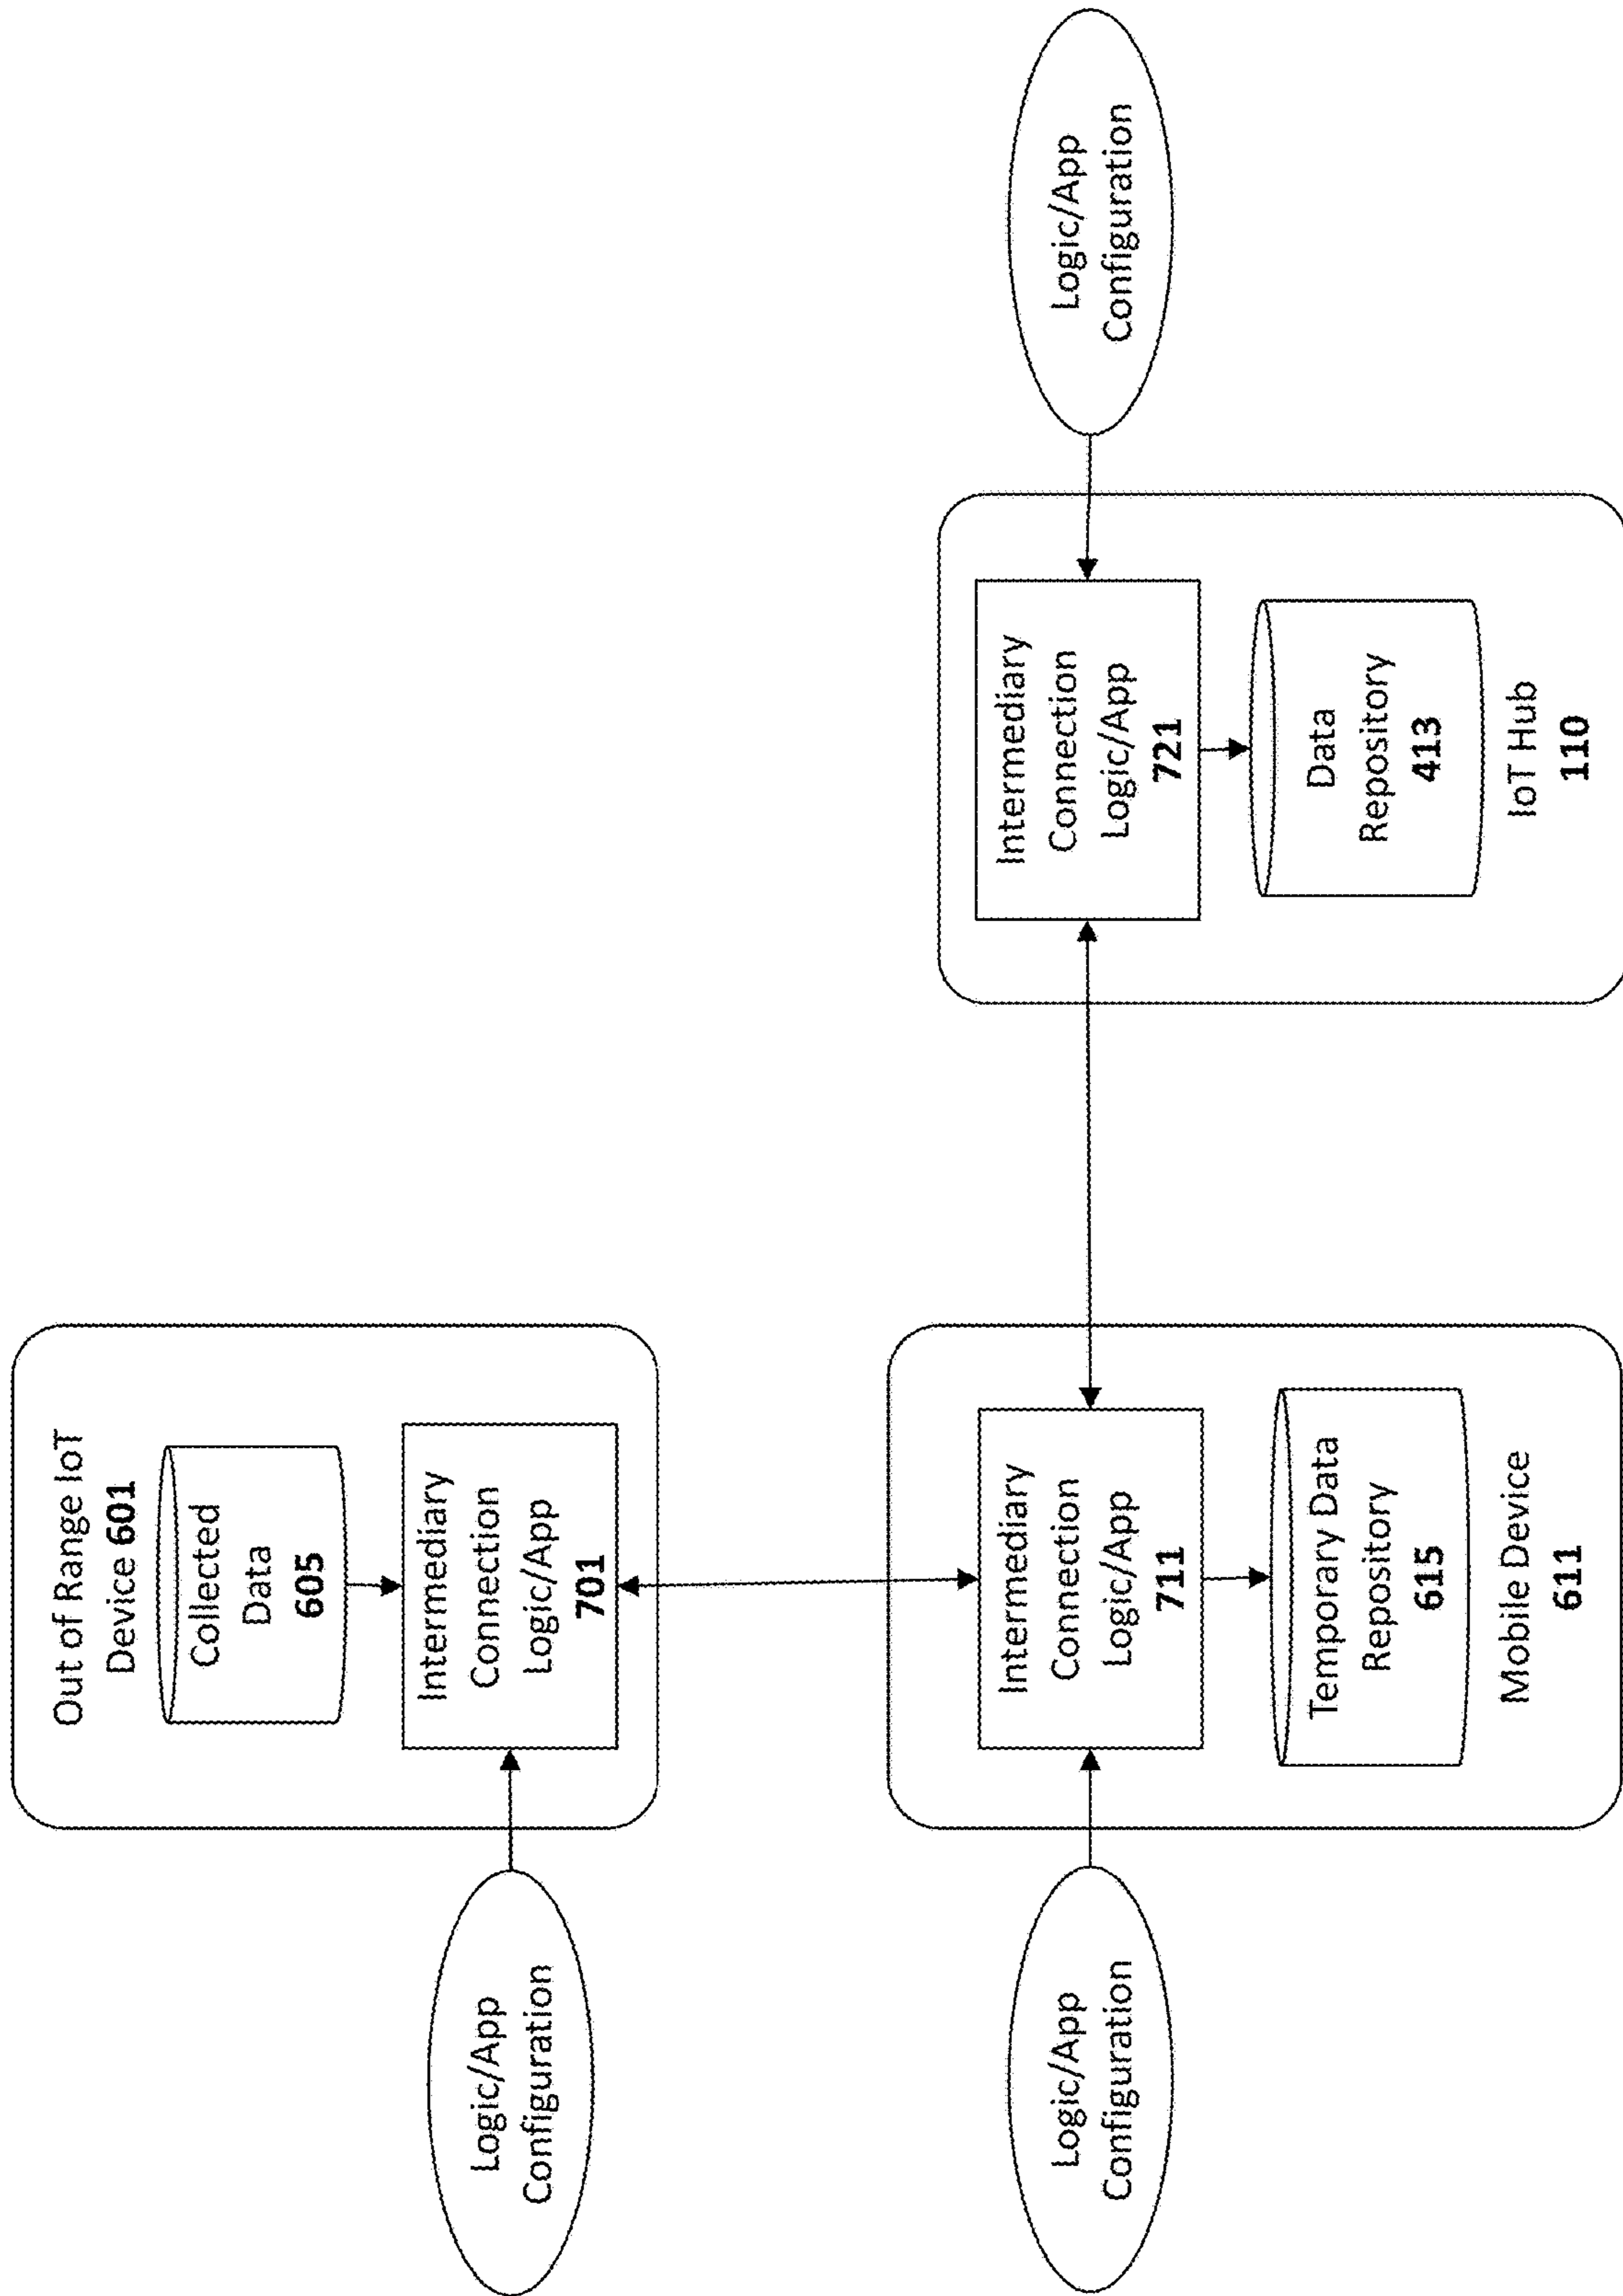 Out of Range IoT
Device 601
Collected
Data
605
Intermediary
Connection
Logic/App
701
Logic/App
Configuration
Logic/App
Configuration
Intermediary
Connection
Logic/App
711
Temporary Data
Repository
615
Mobile Device
611
Intermediary
Connection
Logic/App
721
Data
Repository
413
IoT Hub
110
Logic/App
Configuration